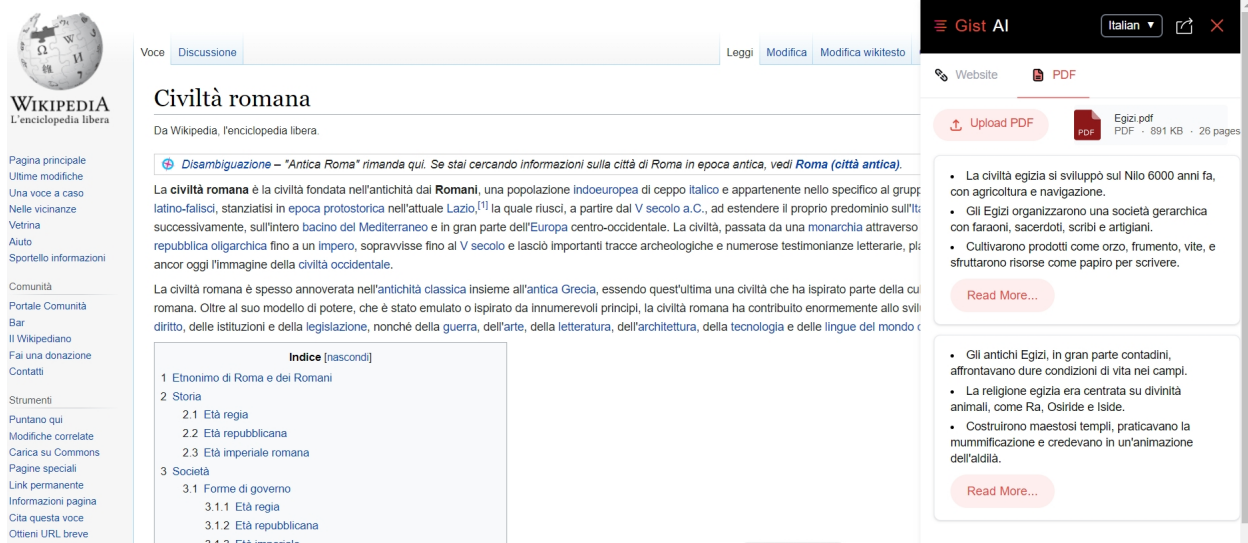 WIKIPEDIA
L'enciclopedia libera
Pagina principale
Ultime modifiche
Una voce a caso
Nelle vicinanze
Vetrina
Aiuto
Sportello informazioni
Comunità
Portale Comunità
Bar
Il Wikipediano
Fai una donazione
Contatti
Strumenti
Puntano qui
Modifiche correlate
Carica su Commons
Pagine speciali
Link permanente
Informazioni pagina
Cita questa voce
Ottieni URL breve
Voce Discussione
Leggi Modifica Modifica wikitesto
Civiltà romana
Da Wikipedia, l'enciclopedia libera.
Disambiguazione – "Antica Roma" rimanda qui. Se stai cercando informazioni sulla città di Roma in epoca antica, vedi Roma (città antica).
La civiltà romana è la civiltà fondata nell'antichità dai Romani, una popolazione indoeuropea di ceppo italico e appartenente nello specifico al grupp
latino-falisci, stanziatisi in epoca protostorica nell'attuale Lazio,[1] la quale riusci, a partire dal V secolo a.C., ad estendere il proprio predominio sull'Ita
successivamente, sull'intero bacino del Mediterraneo e in gran parte dell'Europa centro-occidentale. La civiltà, passata da una monarchia attraverso
repubblica oligarchica fino a un impero, sopravvisse fino al V secolo e lasciò importanti tracce archeologiche e numerose testimonianze letterarie, pla
ancor oggi l'immagine della civiltà occidentale.
La civiltà romana è spesso annoverata nell'antichità classica insieme all'antica Grecia, essendo quest'ultima una civiltà che ha ispirato parte della cu
romana. Oltre al suo modello di potere, che è stato emulato o ispirato da innumerevoli principi, la civiltà romana ha contribuito enormemente allo svilu
diritto, delle istituzioni e della legislazione, nonché della guerra, dell'arte, della letteratura, dell'architettura, della tecnologia e delle lingue del mondo
Indice [nascondi]
1 Etnonimo di Roma e dei Romani
2 Storia
2.1 Età regia
2.2 Età repubblicana
2.3 Età imperiale romana
3 Società
3.1 Forme di governo
3.1.1 Età regia
3.1.2 Età repubblicana
3.1.3 Età imperiale
Gist AI
Italian ▼
Website PDF
Upload PDF
PDF
Egizi.pdf
PDF · 891 KB · 26 pages
• La civiltà egizia si sviluppò sul Nilo 6000 anni fa,
con agricoltura e navigazione.
• Gli Egizi organizzarono una società gerarchica
con faraoni, sacerdoti, scribi e artigiani.
• Cultivarono prodotti come orzo, frumento, vite, e
sfruttarono risorse come papiro per scrivere.
Read More...
• Gli antichi Egizi, in gran parte contadini,
affrontavano dure condizioni di vita nei campi.
• La religione egizia era centrata su divinità
animali, come Ra, Osiride e Iside.
• Costruirono maestosi templi, praticavano la
mummificazione e credevano in un'animazione
dell'aldilà.
Read More...